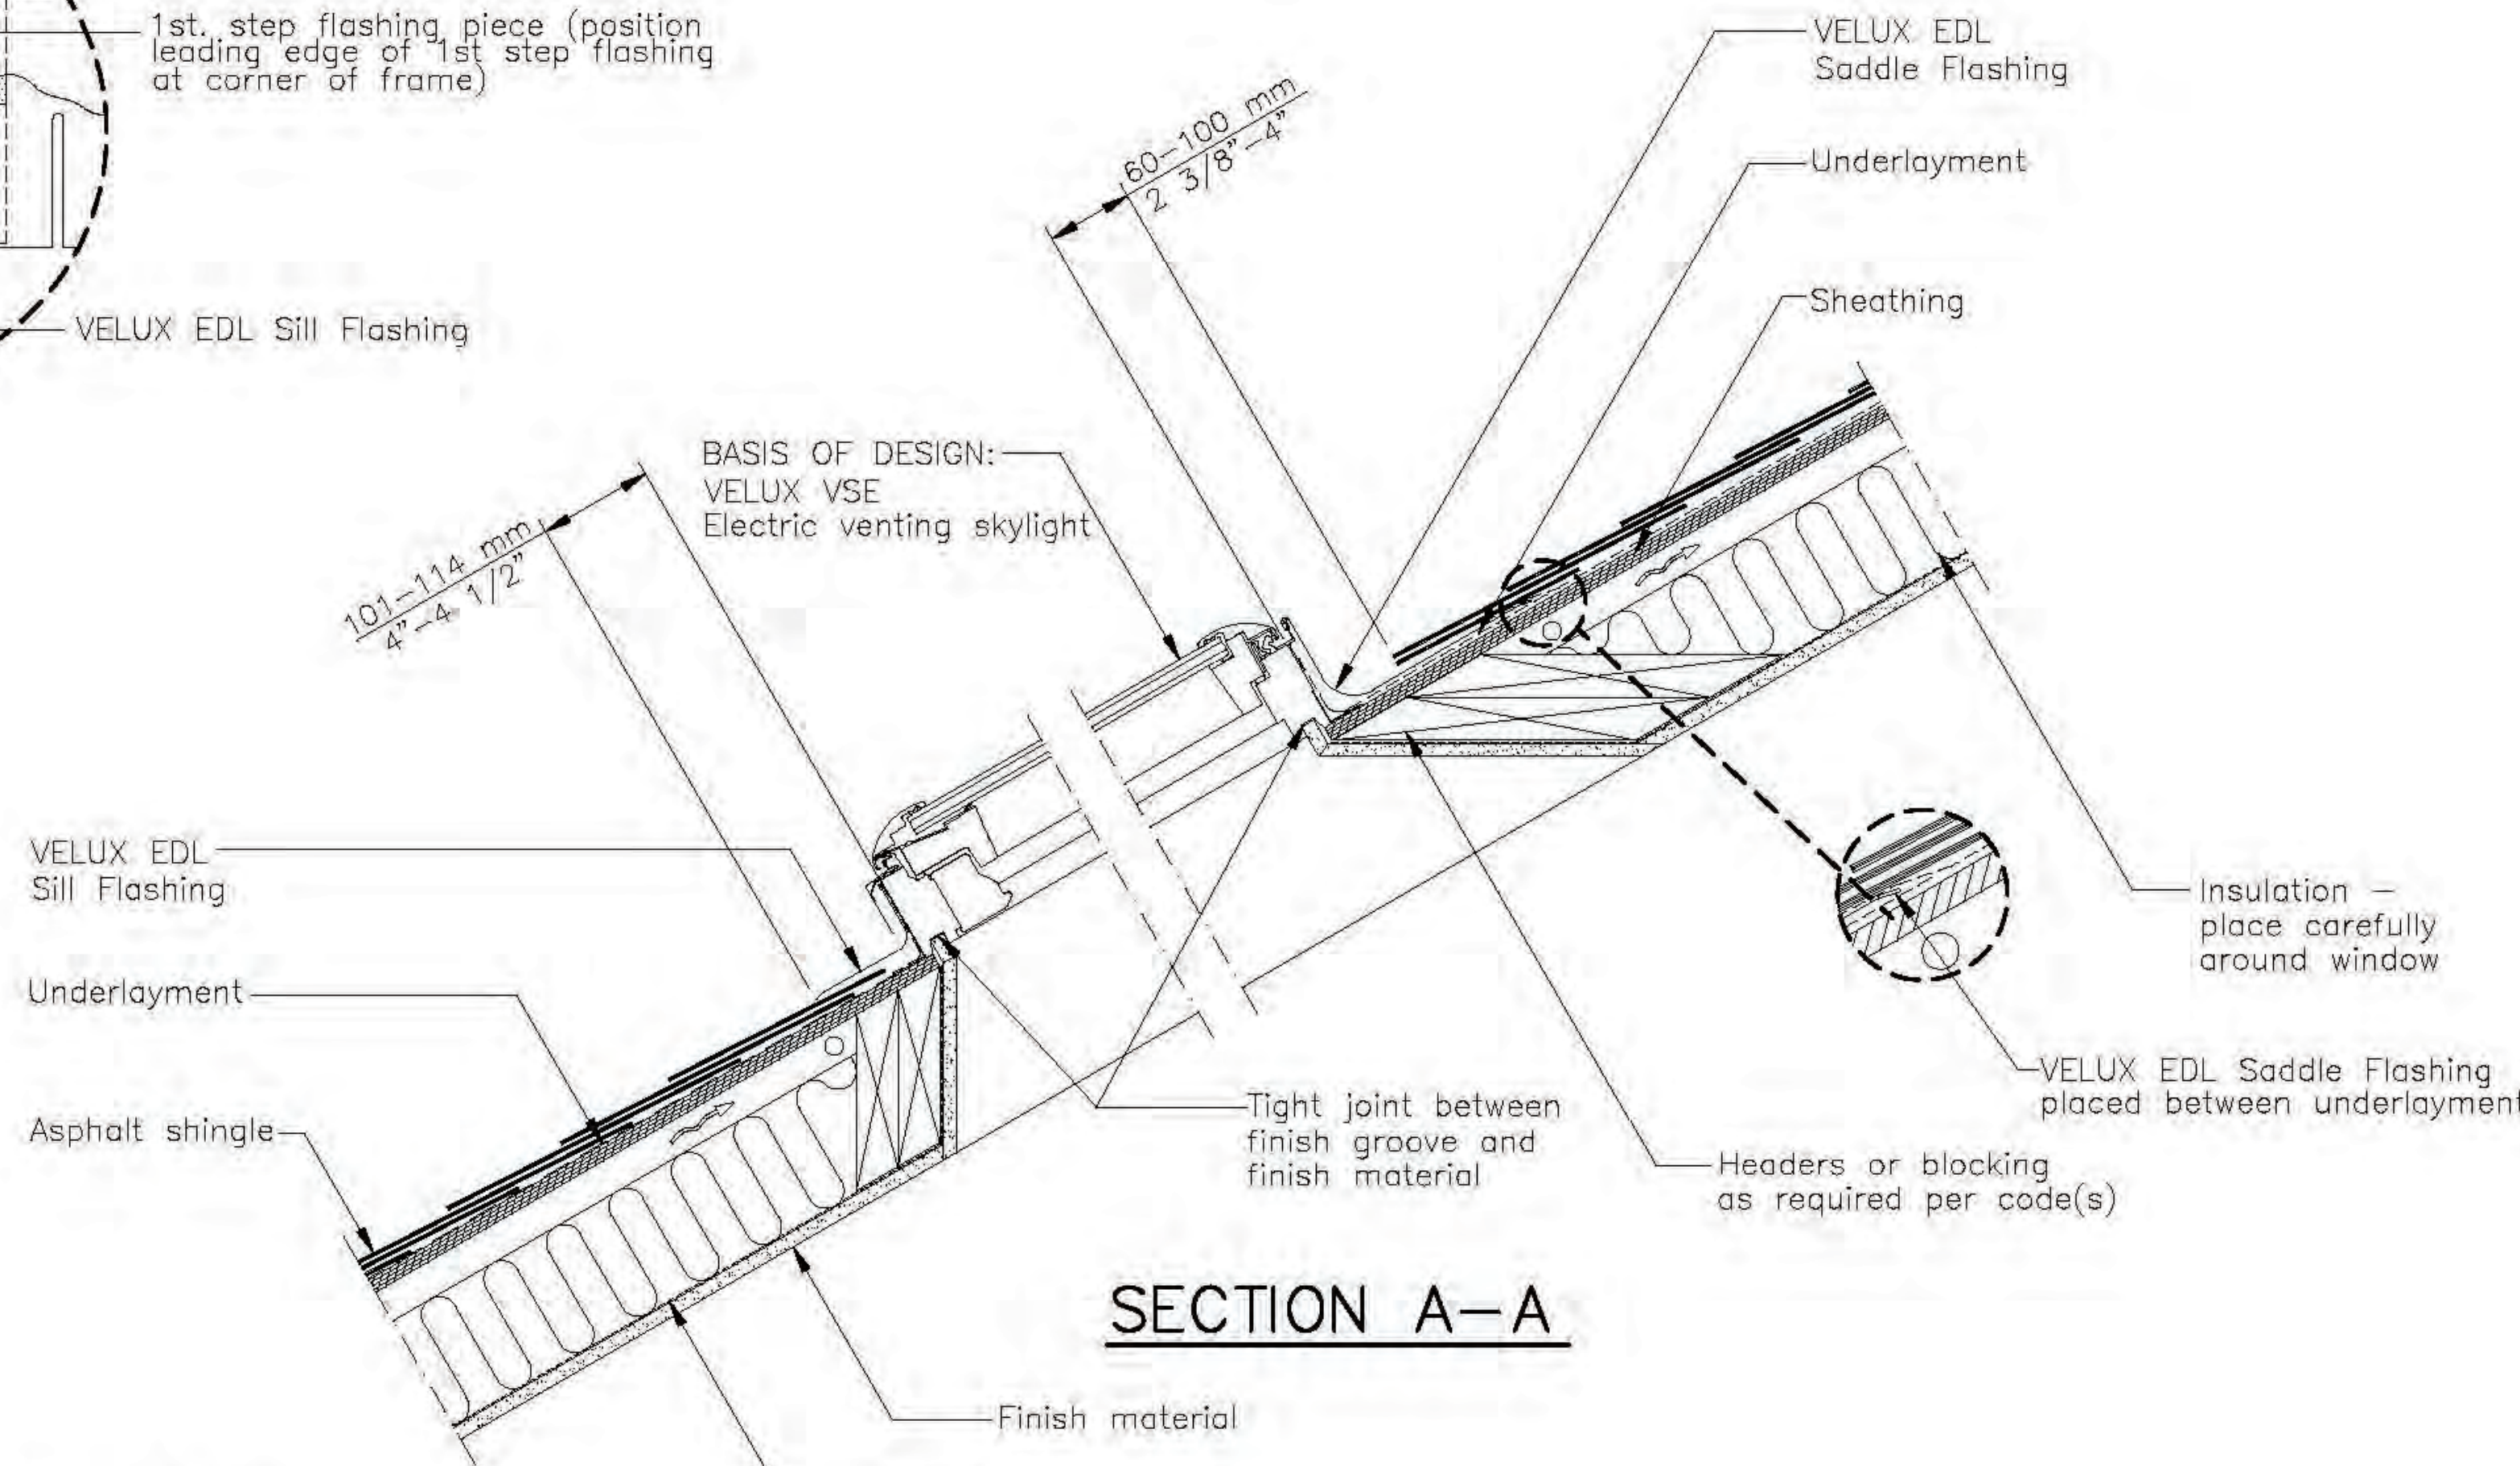 1st. step flashing piece (position
leading edge of 1st step flashing
at corner of frame)
VELUX EDL Sill Flashing
VELUX EDL
Saddle Flashing
60-100 mm
2 3/8"-4"
Underlayment
Sheathing
BASIS OF DESIGN:
VELUX VSE
Electric venting skylight
101-114 mm
4"-4 1/2"
VELUX EDL
Sill Flashing
Underlayment
Asphalt shingle
Insulation -
place carefully
around window
VELUX EDL Saddle Flashing
placed between underlayment
Tight joint between
finish groove and
finish material
Headers or blocking
as required per code(s)
SECTION A-A
Finish material